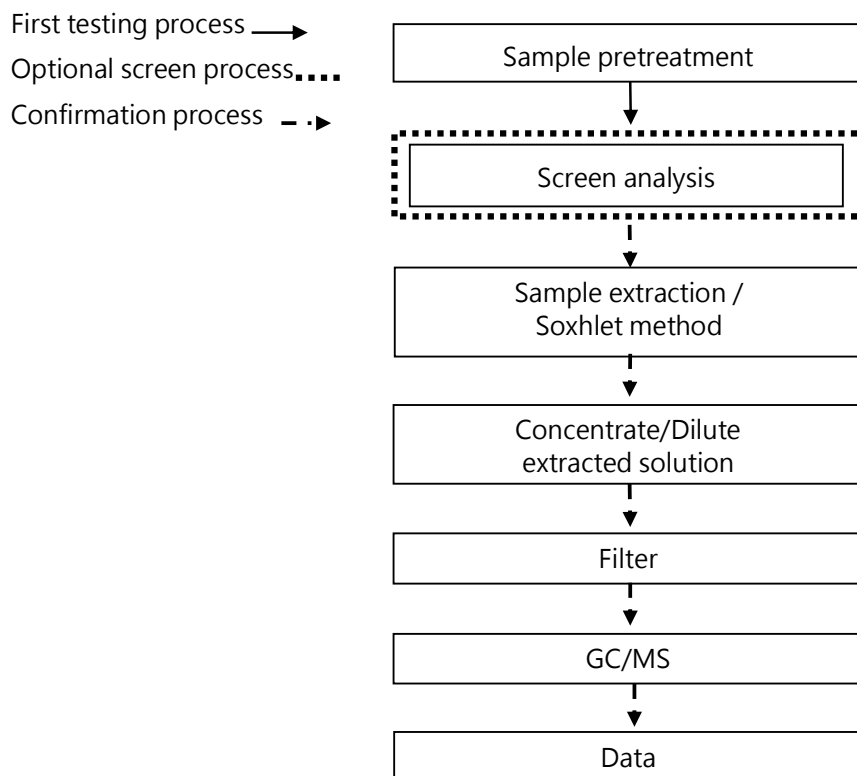 First testing process
Optional screen process
Confirmation process
Sample pretreatment
Screen analysis
Sample extraction /
Soxhlet method
Concentrate/Dilute
extracted solution
Filter
GC/MS
Data